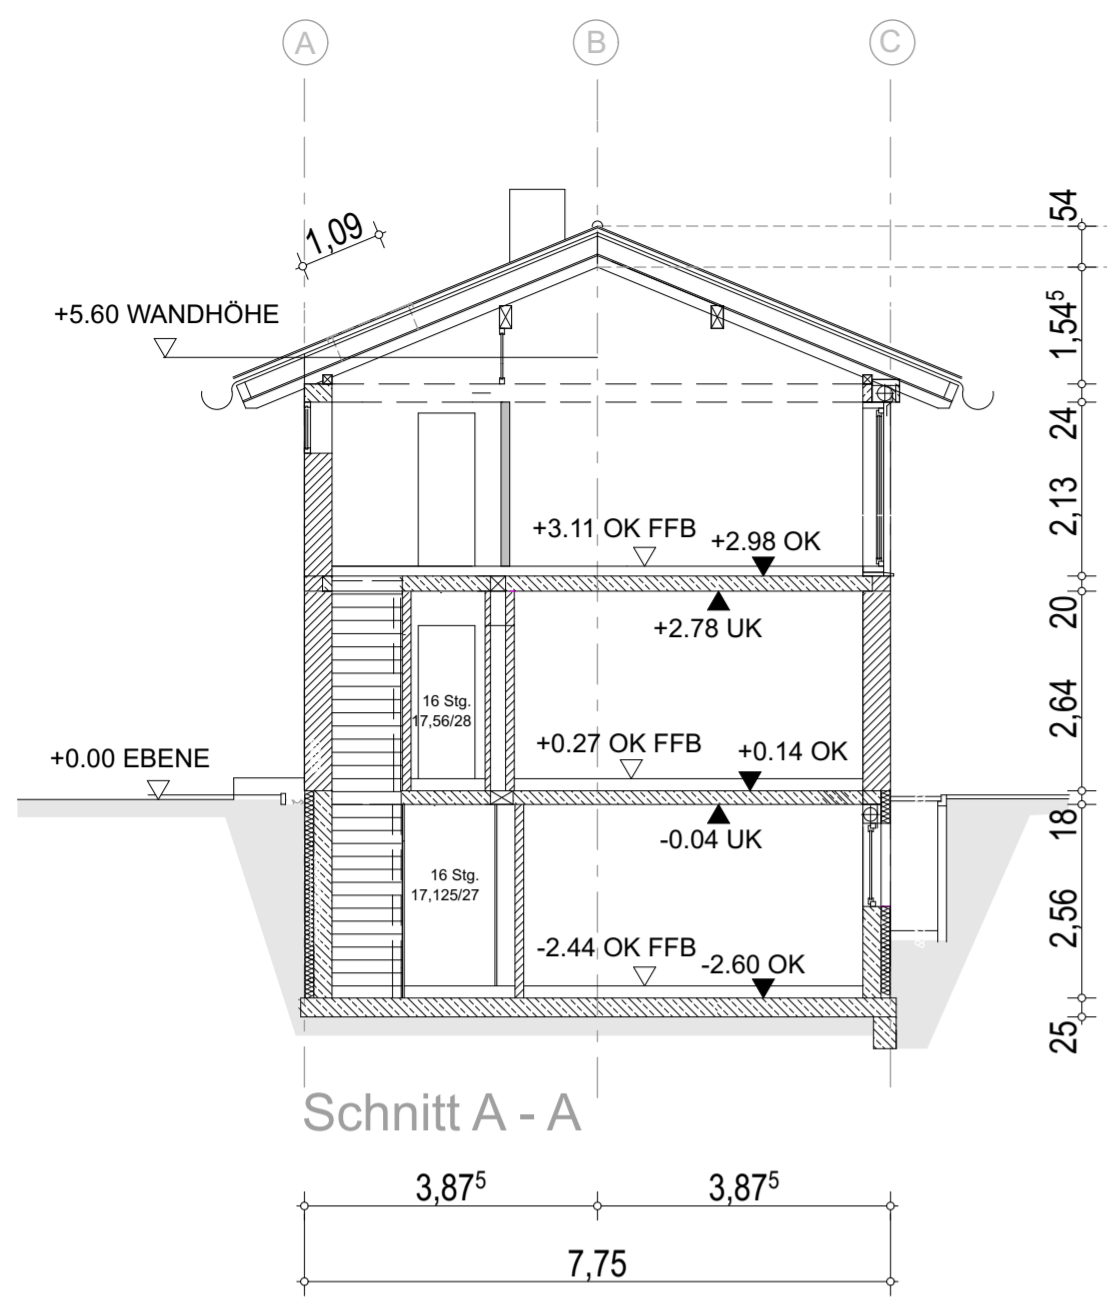 A B C
54
1,09
+5.60 WANDHÖHE
1,54⁵
24
2,13
+3.11 OK FFB
+2.98 OK
20
+2.78 UK
2,64
16 Stg.
17,56/28
+0.27 OK FFB
+0.14 OK
+0.00 EBENE
18
-0.04 UK
16 Stg.
17,125/27
2,56
-2.44 OK FFB
-2.60 OK
25
Schnitt A - A
3,87⁵ 3,87⁵
7,75